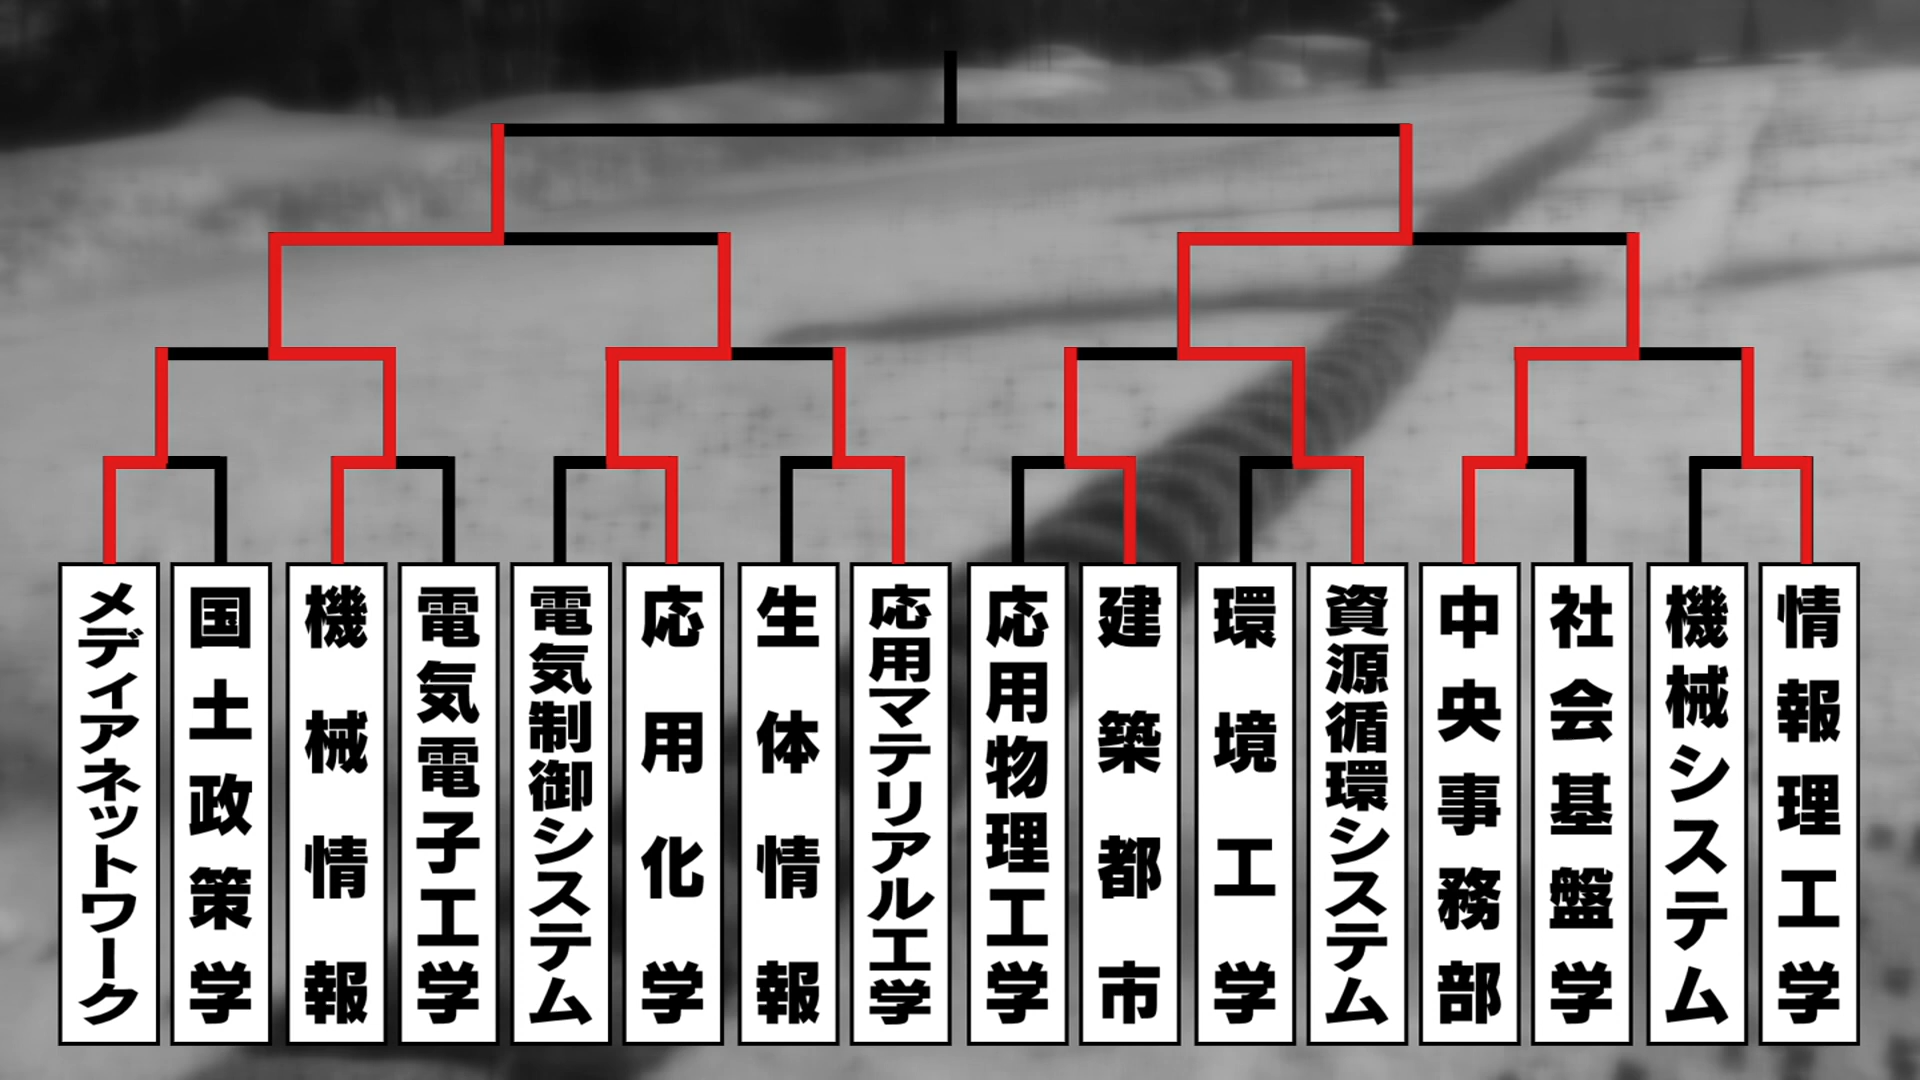 メディアネットワーク
国土政策学
機械情報
電気電子工学
電気制御システム
応用化学
生体情報
応用マテリアル工学
応用物理工学
建築都市
環境工学
資源循環システム
中央事務部
社会基盤学
機械システム
情報理工学